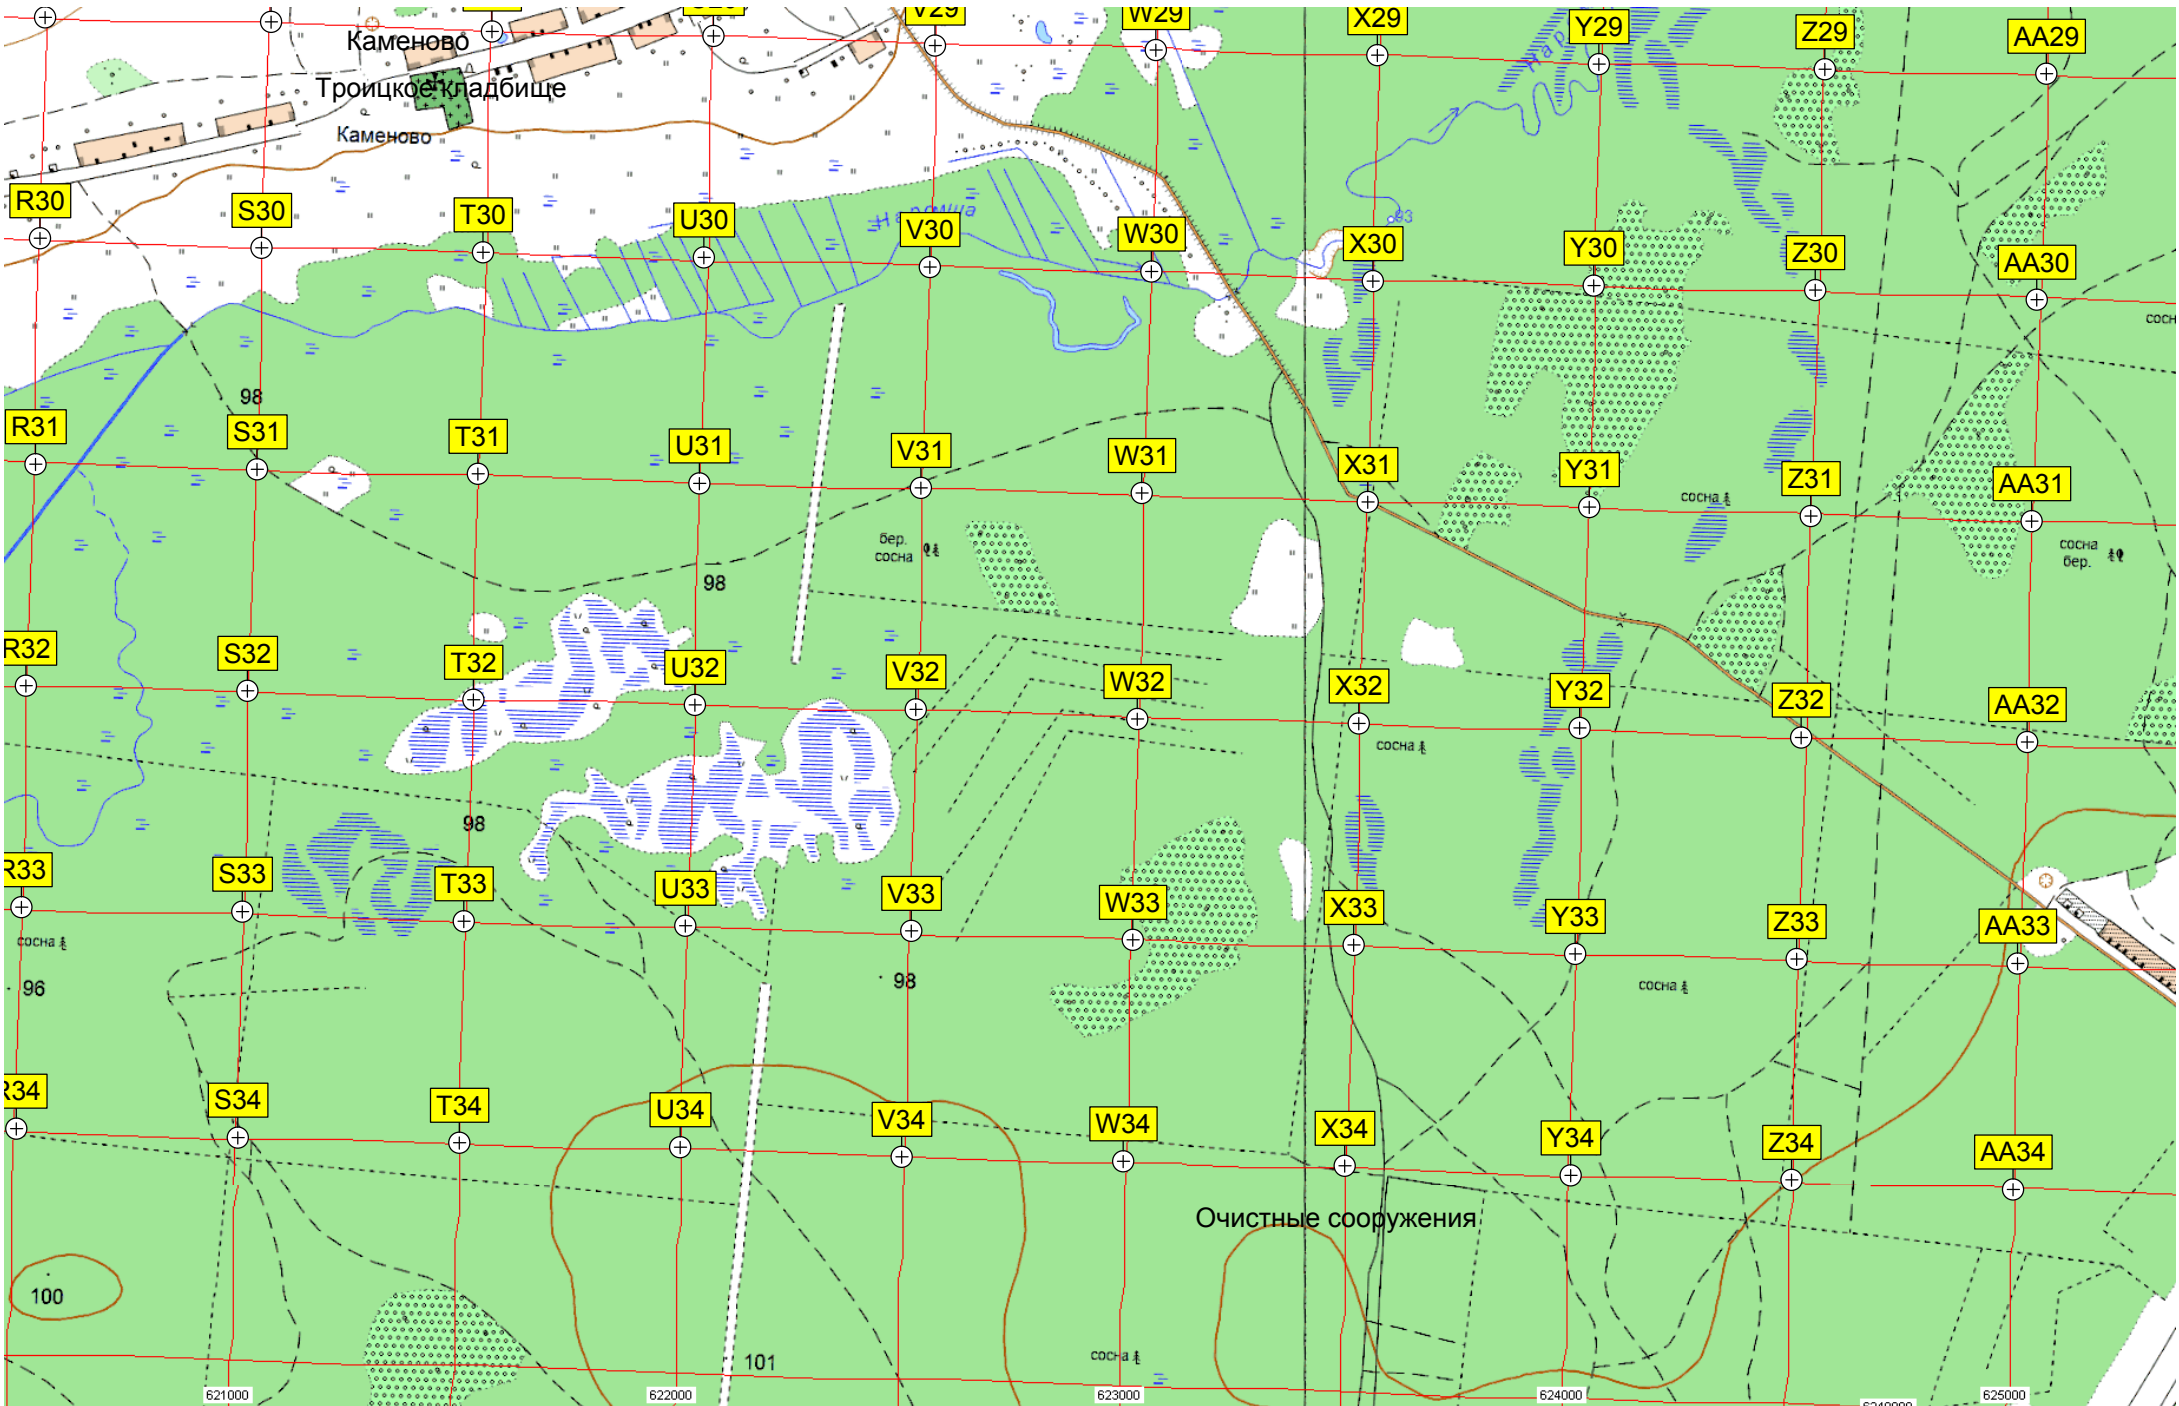 V29
W29
X29
Y29
Z29
AA29
Каменово
Троицкое кладбище
Каменово
Наромша
93
R30
S30
T30
U30
V30
W30
X30
Y30
Z30
AA30
98
R31
S31
T31
U31
V31
W31
X31
Y31
Z31
AA31
сосна
бер.
сосна
сосна
бер.
98
R32
S32
T32
U32
V32
W32
X32
Y32
Z32
AA32
сосна
98
R33
S33
T33
U33
V33
W33
X33
Y33
Z33
AA33
сосна
96
98
сосна
R34
S34
T34
U34
V34
W34
X34
Y34
Z34
AA34
Очистные сооружения
100
101
сосна
621000
622000
623000
624000
625000